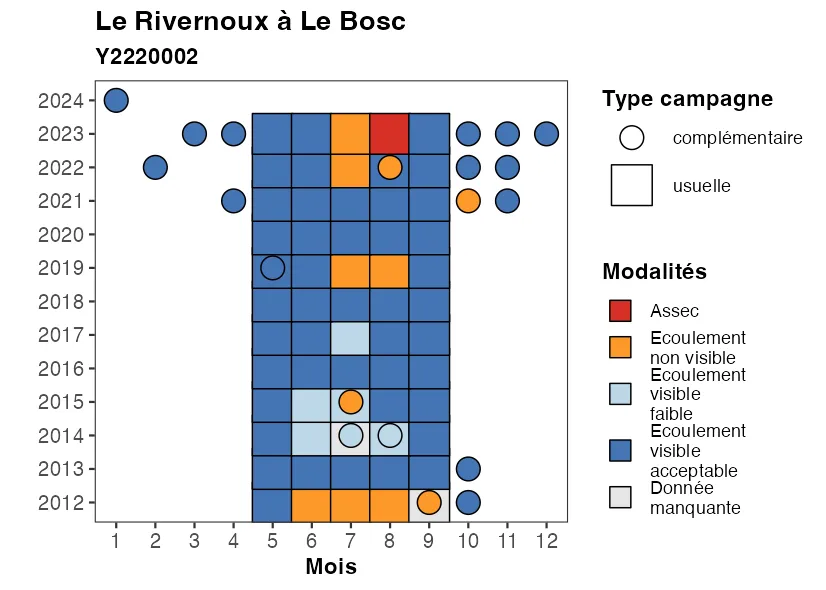 Le Rivernoux à Le Bosc
Y2220002
2024
2023
2022
2021
2020
2019
2018
2017
2016
2015
2014
2013
2012
1 2 3 4 5 6 7 8 9 10 11 12
Mois
Type campagne
complémentaire
usuelle
Modalités
Assec
Ecoulement
non visible
Ecoulement
visible
faible
Ecoulement
visible
acceptable
Donnée
manquante